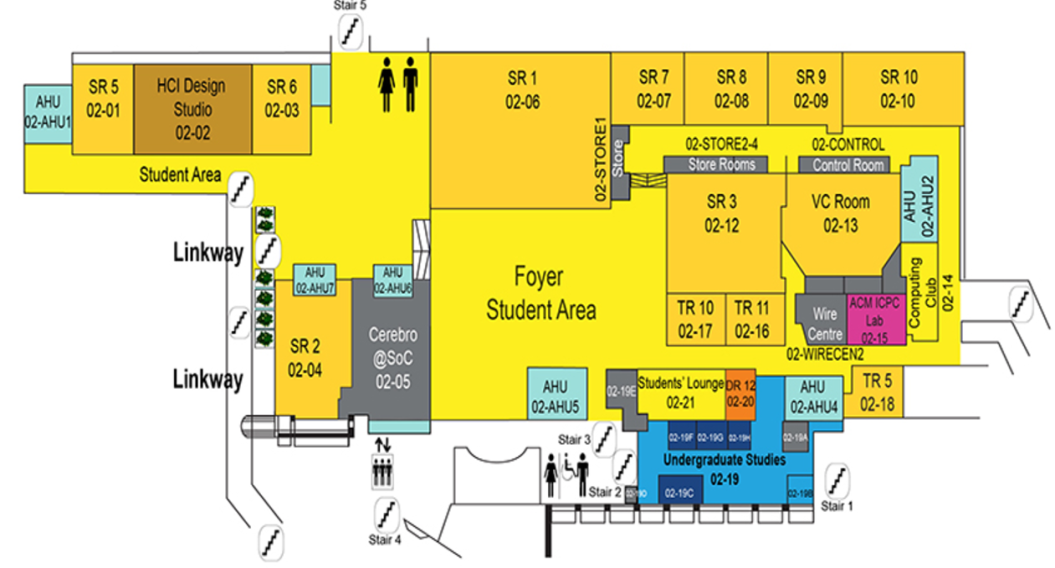 Stair 5
AHU
02-AHU1
SR 5
02-01
HCI Design
Studio
02-02
SR 6
02-03
SR 1
02-06
SR 7
02-07
SR 8
02-08
SR 9
02-09
SR 10
02-10
02-STORE1
Store
02-STORE2-4
Store Rooms
02-CONTROL
Control Room
Student Area
SR 3
02-12
VC Room
02-13
AHU
02-AHU2
Linkway
AHU
02-AHU7
AHU
02-AHU6
Foyer
Student Area
Computing
Club
02-14
TR 10
02-17
TR 11
02-16
Wire
Centre
ACM ICPC
Lab
02-15
02-WIRECEN2
SR 2
02-04
Cerebro
@SoC
02-05
Linkway
AHU
02-AHU5
02-19E
Students' Lounge
02-21
DR 12
02-20
AHU
02-AHU4
TR 5
02-18
Stair 3
02-19F
02-19G
02-19H
02-19A
Undergraduate Studies
02-19
Stair 2
02-19C
02-19B
Stair 1
Stair 4